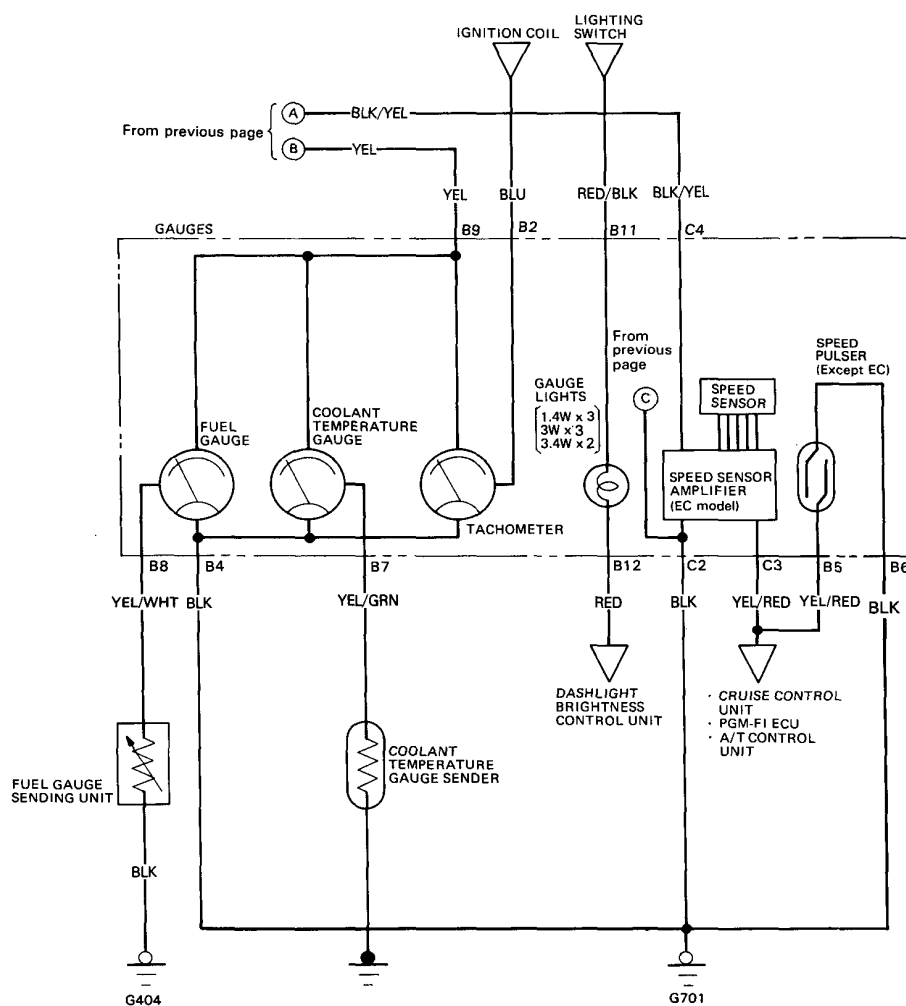 IGNITION COIL
LIGHTING
SWITCH
From previous page
A
BLK/YEL
B
YEL
YEL
BLU
RED/BLK
BLK/YEL
GAUGES
B9
B2
B11
C4
From
previous
page
C
SPEED
PULSER
(Except EC)
GAUGE
LIGHTS
1.4W x 3
3W x 3
3.4W x 2
SPEED
SENSOR
FUEL
GAUGE
COOLANT
TEMPERATURE
GAUGE
TACHOMETER
SPEED SENSOR
AMPLIFIER
(EC model)
B8
B4
B7
B12
C2
C3
B5
B6
YEL/WHT
BLK
YEL/GRN
RED
BLK
YEL/RED
YEL/RED
BLK
DASHLIGHT
BRIGHTNESS
CONTROL UNIT
· CRUISE CONTROL
UNIT
· PGM-FI ECU
· A/T CONTROL
UNIT
FUEL GAUGE
SENDING UNIT
COOLANT
TEMPERATURE
GAUGE SENDER
BLK
G404
G701